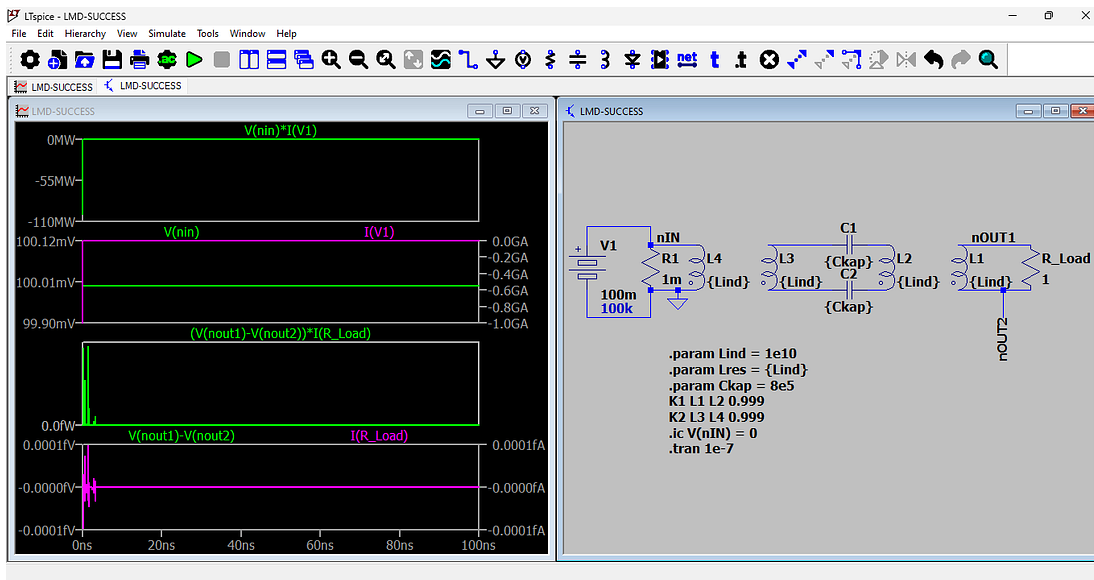 LTspice - LMD-SUCCESS
File Edit Hierarchy View Simulate Tools Window Help
.ac net t .t
LMD-SUCCESS LMD-SUCCESS
LMD-SUCCESS
V(nin)*I(V1)
0MW
-55MW
-110MW
V(nin) I(V1)
100.12mV 0.0GA
-0.2GA
-0.4GA
100.01mV
-0.6GA
-0.8GA
99.90mV -1.0GA
(V(nout1)-V(nout2))*I(R_Load)
0.0fW
V(nout1)-V(nout2) I(R_Load)
0.0001fV 0.0001fA
-0.0000fV -0.0000fA
-0.0001fV -0.0001fA
0ns 20ns 40ns 60ns 80ns 100ns
LMD-SUCCESS
C1
nIN nOUT1
+ V1
R1 L4 L3 {Ckap} L2 L1 R_Load
C2
1m {Lind} {Lind} {Lind} {Lind} 1
100m
100k
{Ckap}
nOUT2
.param Lind = 1e10
.param Lres = {Lind}
.param Ckap = 8e5
K1 L1 L2 0.999
K2 L3 L4 0.999
.ic V(nIN) = 0
.tran 1e-7